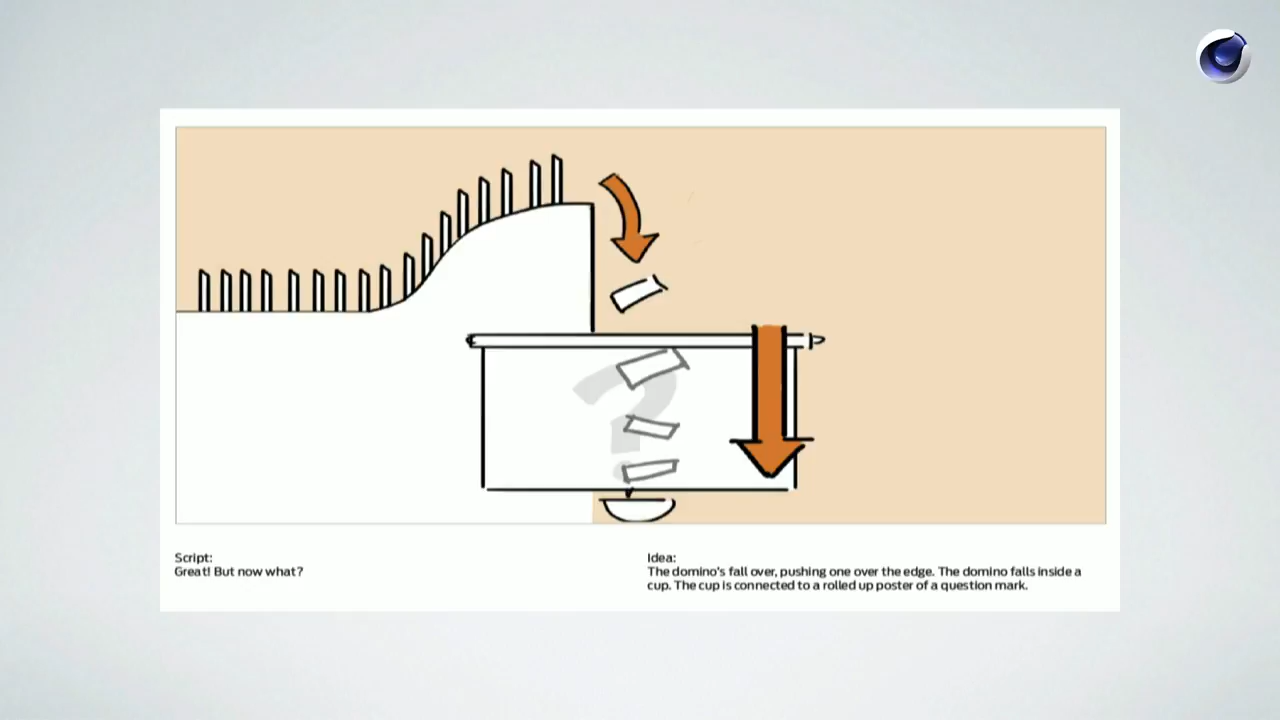 ?
Script:
Great! But now what?
Idea:
The domino's fall over, pushing one over the edge. The domino falls inside a
cup. The cup is connected to a rolled up poster of a question mark.